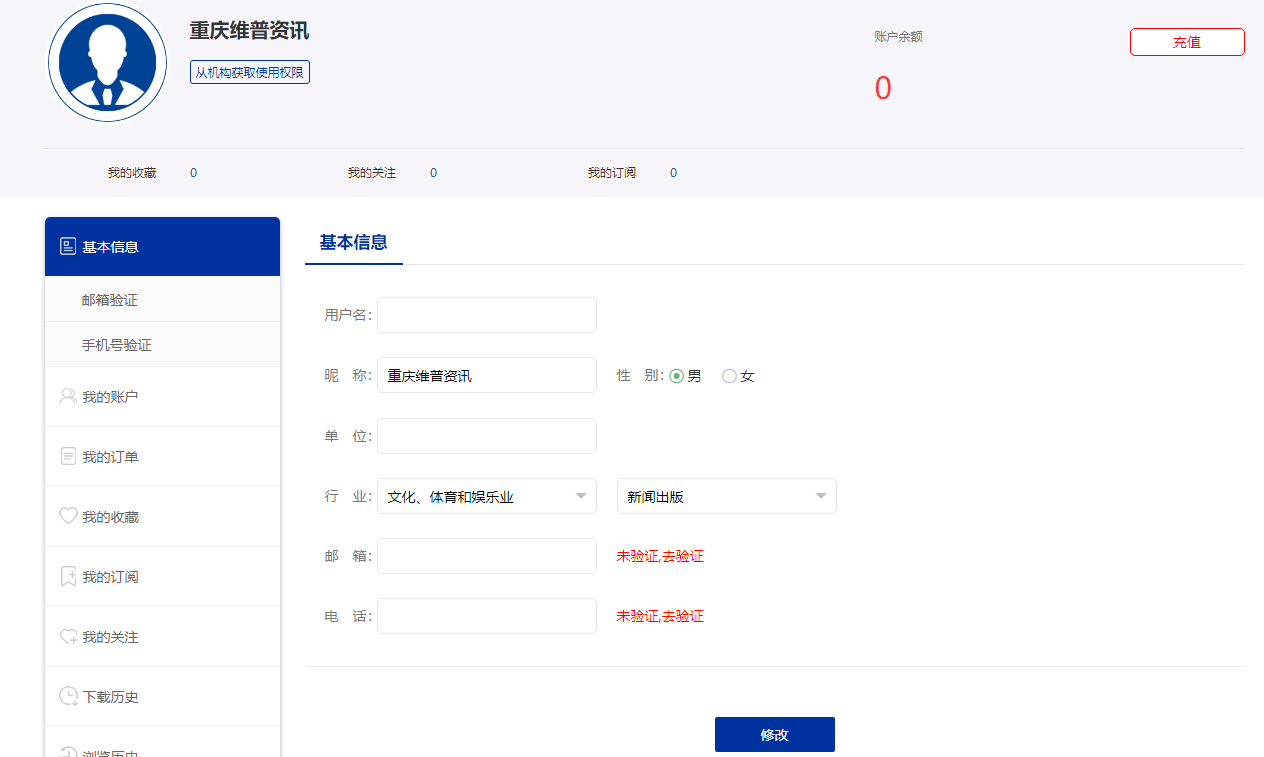 重庆维普资讯
从机构获取使用权限
账户余额
0
充值
我的收藏 0 我的关注 0 我的订阅 0
基本信息
邮箱验证
手机号验证
我的账户
我的订单
我的收藏
我的订阅
我的关注
下载历史
浏览历史
基本信息
用户名：
昵 称： 重庆维普资讯 性 别： 男 女
单 位：
行 业： 文化、体育和娱乐业 新闻出版
邮 箱： 未验证,去验证
电 话： 未验证,去验证
修改